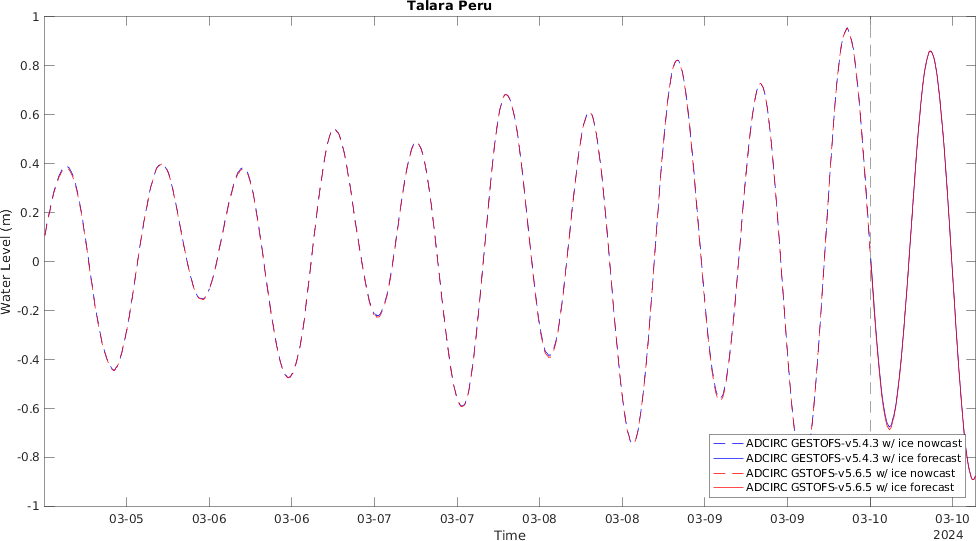 Talara Peru
1
0.8
0.6
0.4
0.2
0
-0.2
-0.4
-0.6
-0.8
-1
Water Level (m)
ADCIRC GESTOFS-v5.4.3 w/ ice nowcast
ADCIRC GESTOFS-v5.4.3 w/ ice forecast
ADCIRC GSTOFS-v5.6.5 w/ ice nowcast
ADCIRC GSTOFS-v5.6.5 w/ ice forecast
03-05 03-06 03-06 03-07 03-07 03-08 03-08 03-09 03-09 03-10 03-10
2024
Time